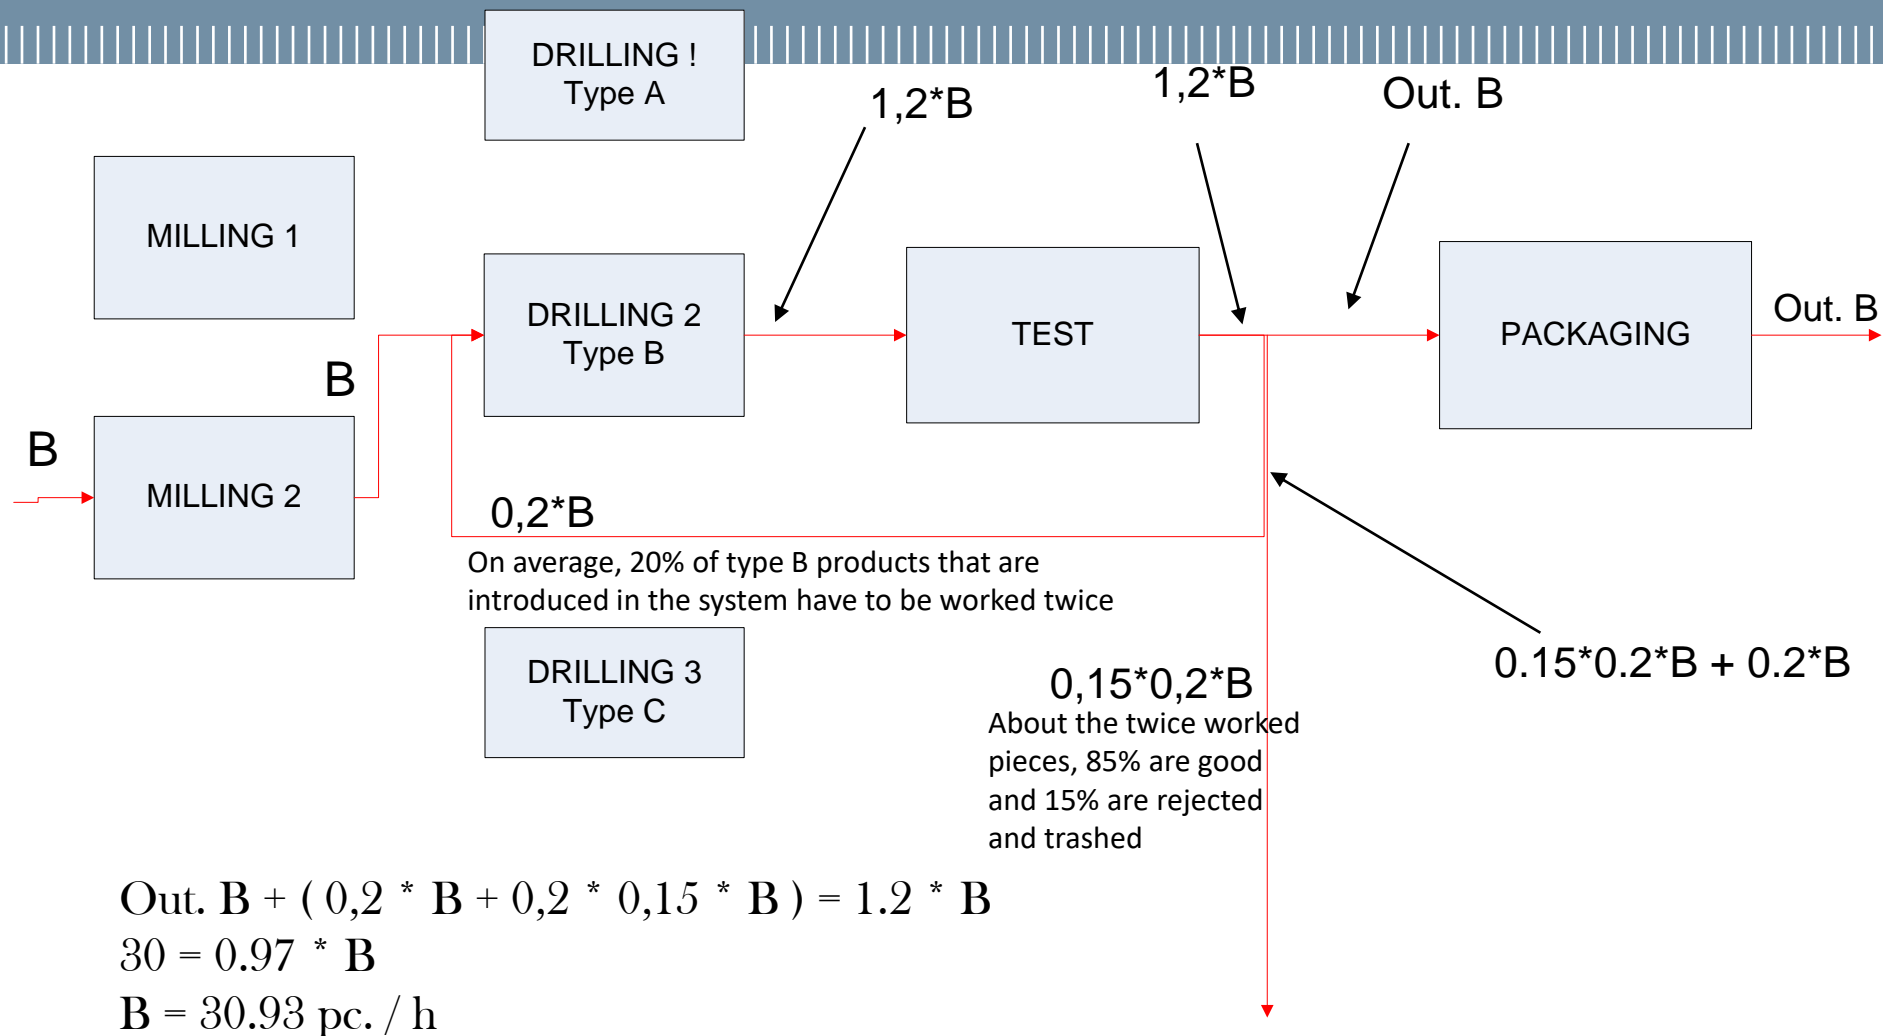 DRILLING !
Type A
1,2*B
1,2*B
Out. B
MILLING 1
DRILLING 2
Type B
TEST
PACKAGING
Out. B
B
B
MILLING 2
0,2*B
On average, 20% of type B products that are
introduced in the system have to be worked twice
DRILLING 3
Type C
0,15*0,2*B
About the twice worked
pieces, 85% are good
and 15% are rejected
and trashed
0.15*0.2*B + 0.2*B
Out. B + ( 0,2 * B + 0,2 * 0,15 * B ) = 1.2 * B
30 = 0.97 * B
B = 30.93 pc. / h